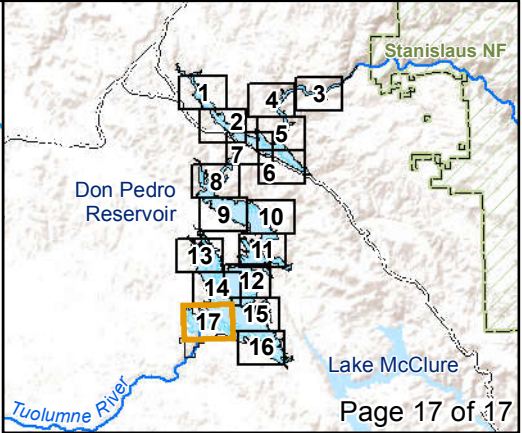 Stanislaus NF
1
4
3
2
5
7
6
8
Don Pedro
Reservoir
9
10
13
11
14
12
17
15
16
Lake McClure
Tuolumne River
Page 17 of 17